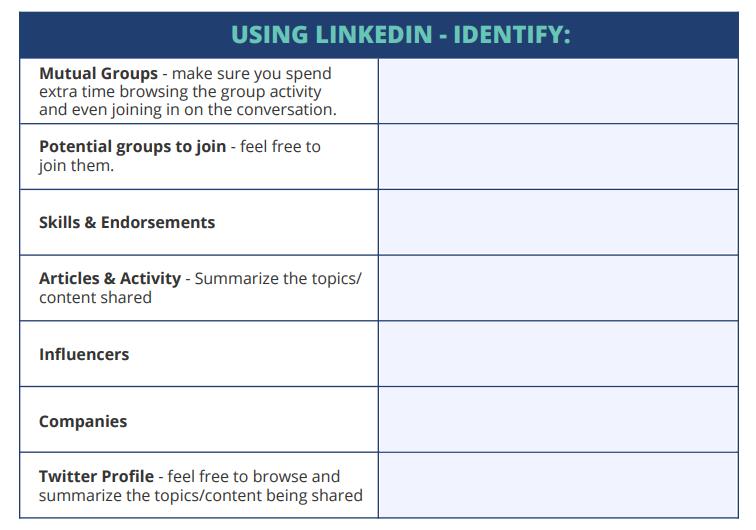 USING LINKEDIN - IDENTIFY:
Mutual Groups - make sure you spend
extra time browsing the group activity
and even joining in on the conversation.
Potential groups to join - feel free to
join them.
Skills & Endorsements
Articles & Activity - Summarize the topics/
content shared
Influencers
Companies
Twitter Profile - feel free to browse and
summarize the topics/content being shared